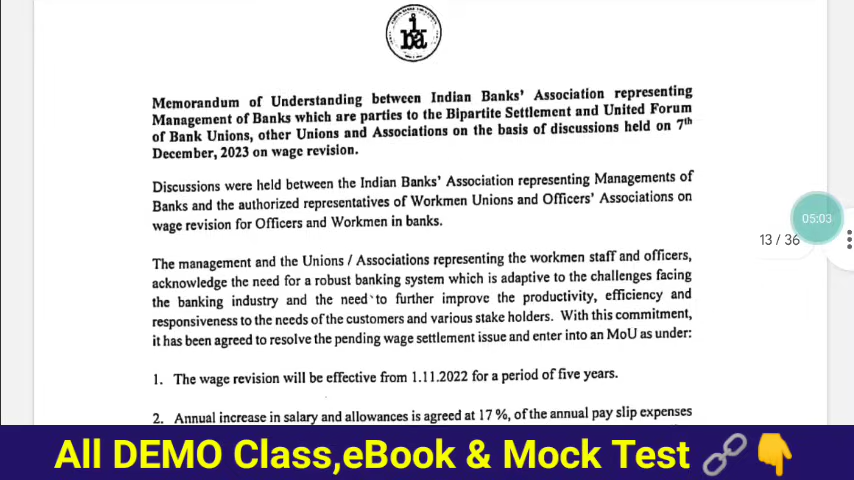 iba
Memorandum of Understanding between Indian Banks' Association representing
Management of Banks which are parties to the Bipartite Settlement and United Forum
of Bank Unions, other Unions and Associations on the basis of discussions held on 7th
December, 2023 on wage revision.
Discussions were held between the Indian Banks' Association representing Managements of
Banks and the authorized representatives of Workmen Unions and Officers' Associations on
wage revision for Officers and Workmen in banks.
05:03
13 / 36
The management and the Unions / Associations representing the workmen staff and officers,
acknowledge the need for a robust banking system which is adaptive to the challenges facing
the banking industry and the need to further improve the productivity, efficiency and
responsiveness to the needs of the customers and various stake holders. With this commitment,
it has been agreed to resolve the pending wage settlement issue and enter into an MoU as under:
1. The wage revision will be effective from 1.11.2022 for a period of five years.
2. Annual increase in salary and allowances is agreed at 17 %, of the annual pay slip expenses
All DEMO Class,eBook & Mock Test 🔗👇